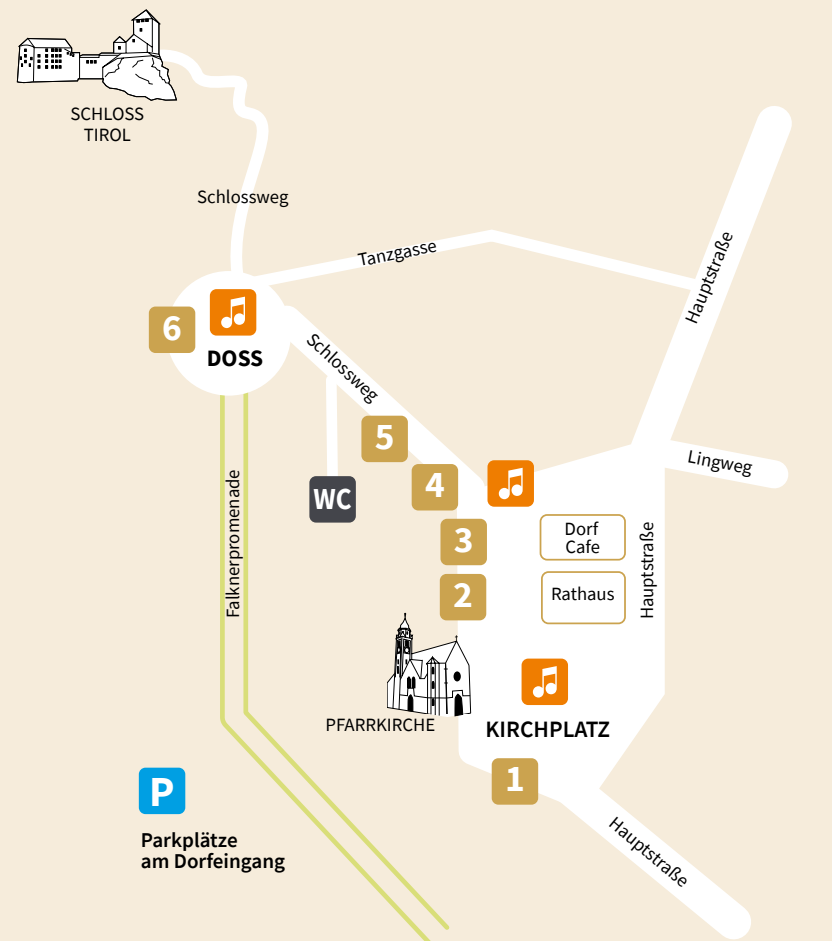 SCHLOSS
TIROL
Schlossweg
Tanzgasse
Hauptstraße
6
DOSS
Schlossweg
5
4
WC
Lingweg
3
Dorf
Cafe
Hauptstraße
Falknerpromenade
2
Rathaus
PFARRKIRCHE
KIRCHPLATZ
1
P
Parkplätze
am Dorfeingang
Hauptstraße